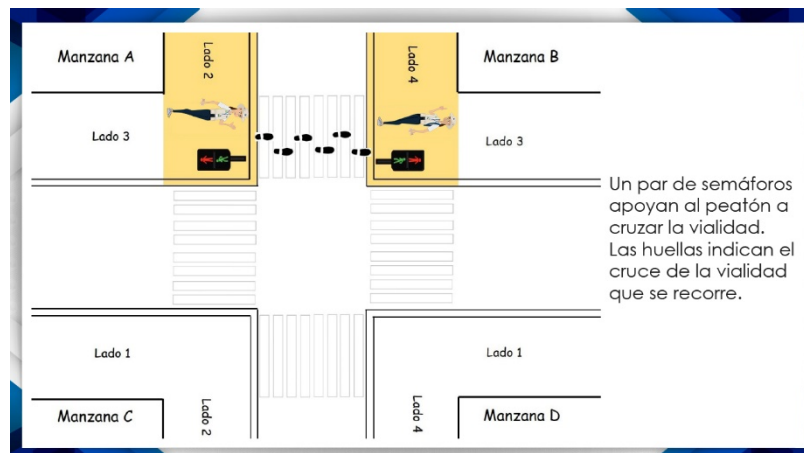 Manzana A
Lado 2
Lado 4
Manzana B
Lado 3
Lado 3
Un par de semáforos
apoyan al peatón a
cruzar la vialidad.
Las huellas indican el
cruce de la vialidad
que se recorre.
Lado 1
Lado 1
Manzana C
Lado 2
Lado 4
Manzana D